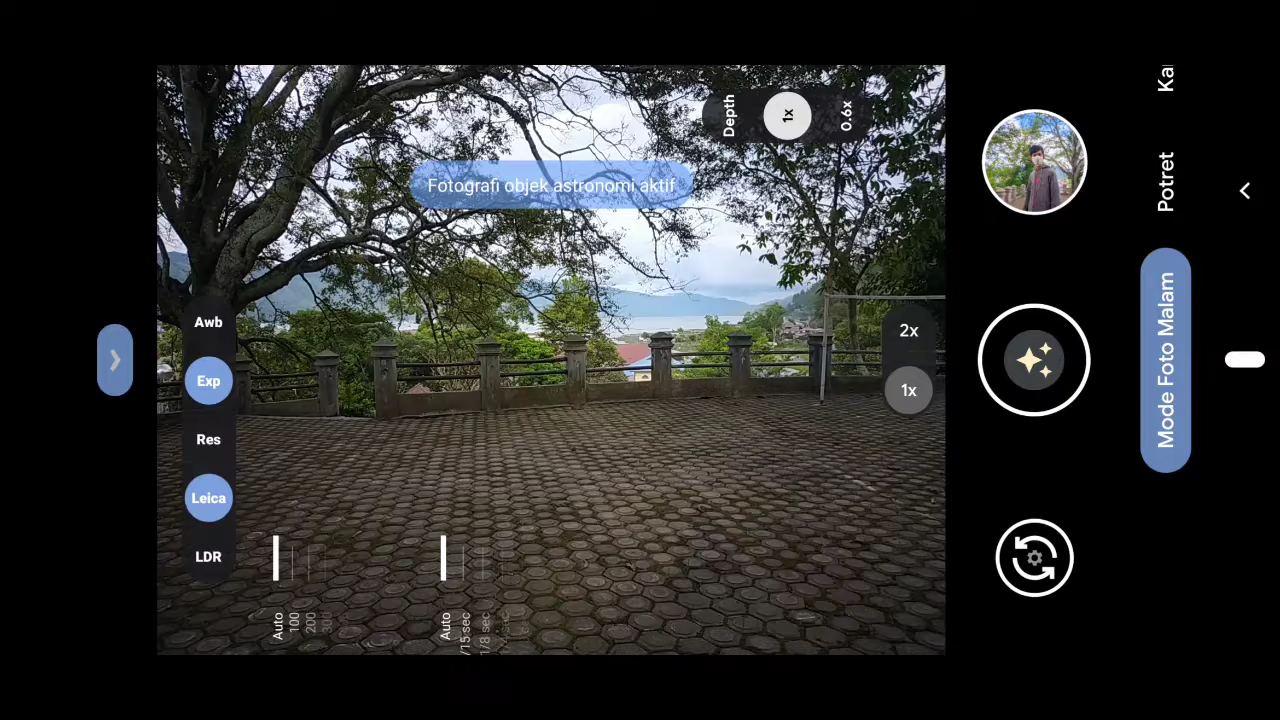 Fotografi objek astronomi aktif
Depth
1x
0.6x
Awb
Exp
Res
Leica
LDR
2x
1x
Auto
100
200
300
Auto
/15 sec
1/8 sec
Ka
Potret
Mode Foto Malam